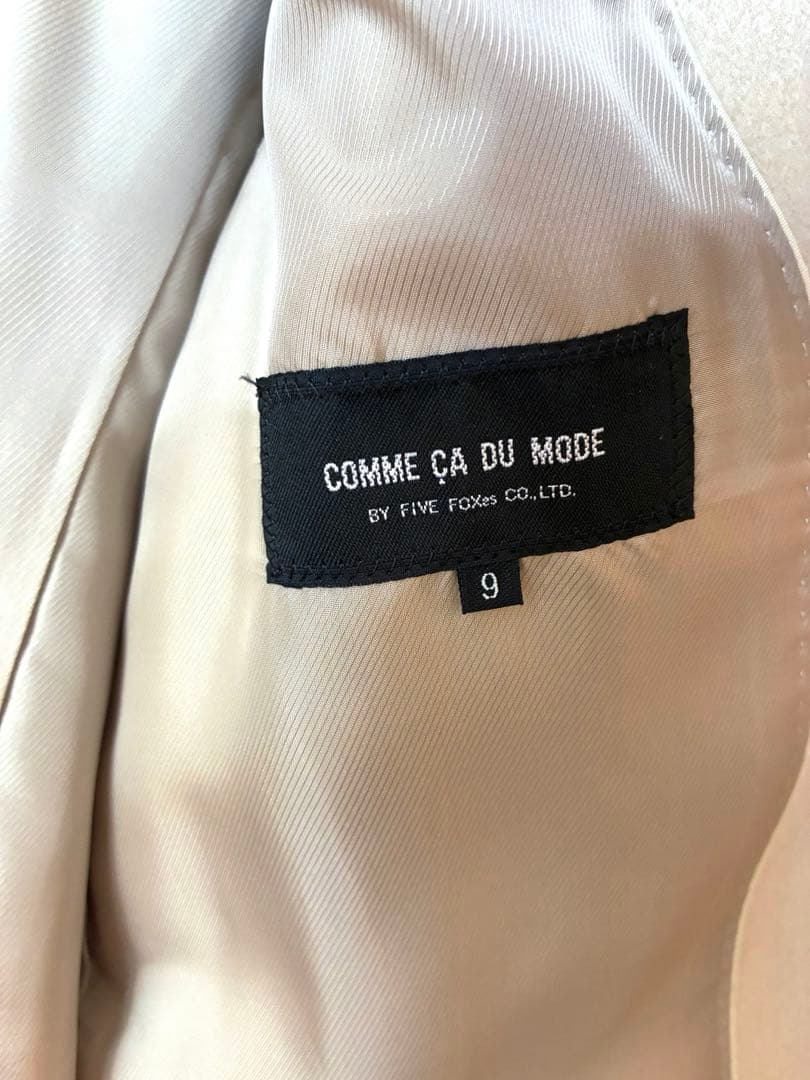 COMME ÇA DU MODE
BY FIVE FOXes CO.,LTD.
9